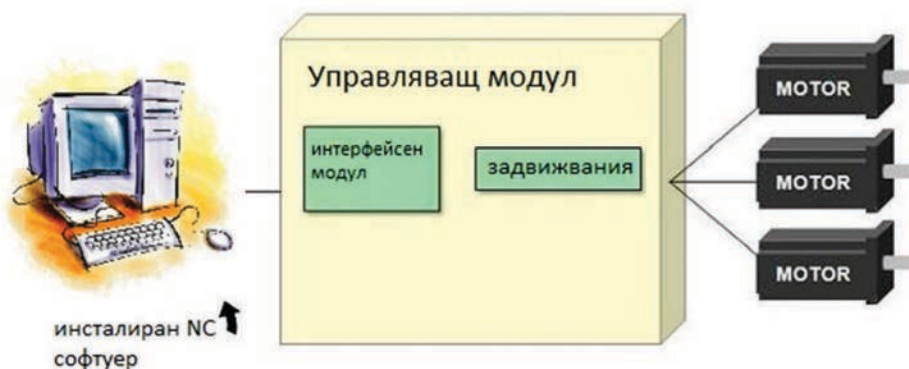 Управляващ модул
интерфейсен
модул
задвижвания
MOTOR
MOTOR
MOTOR
инсталиран NC
софтуер